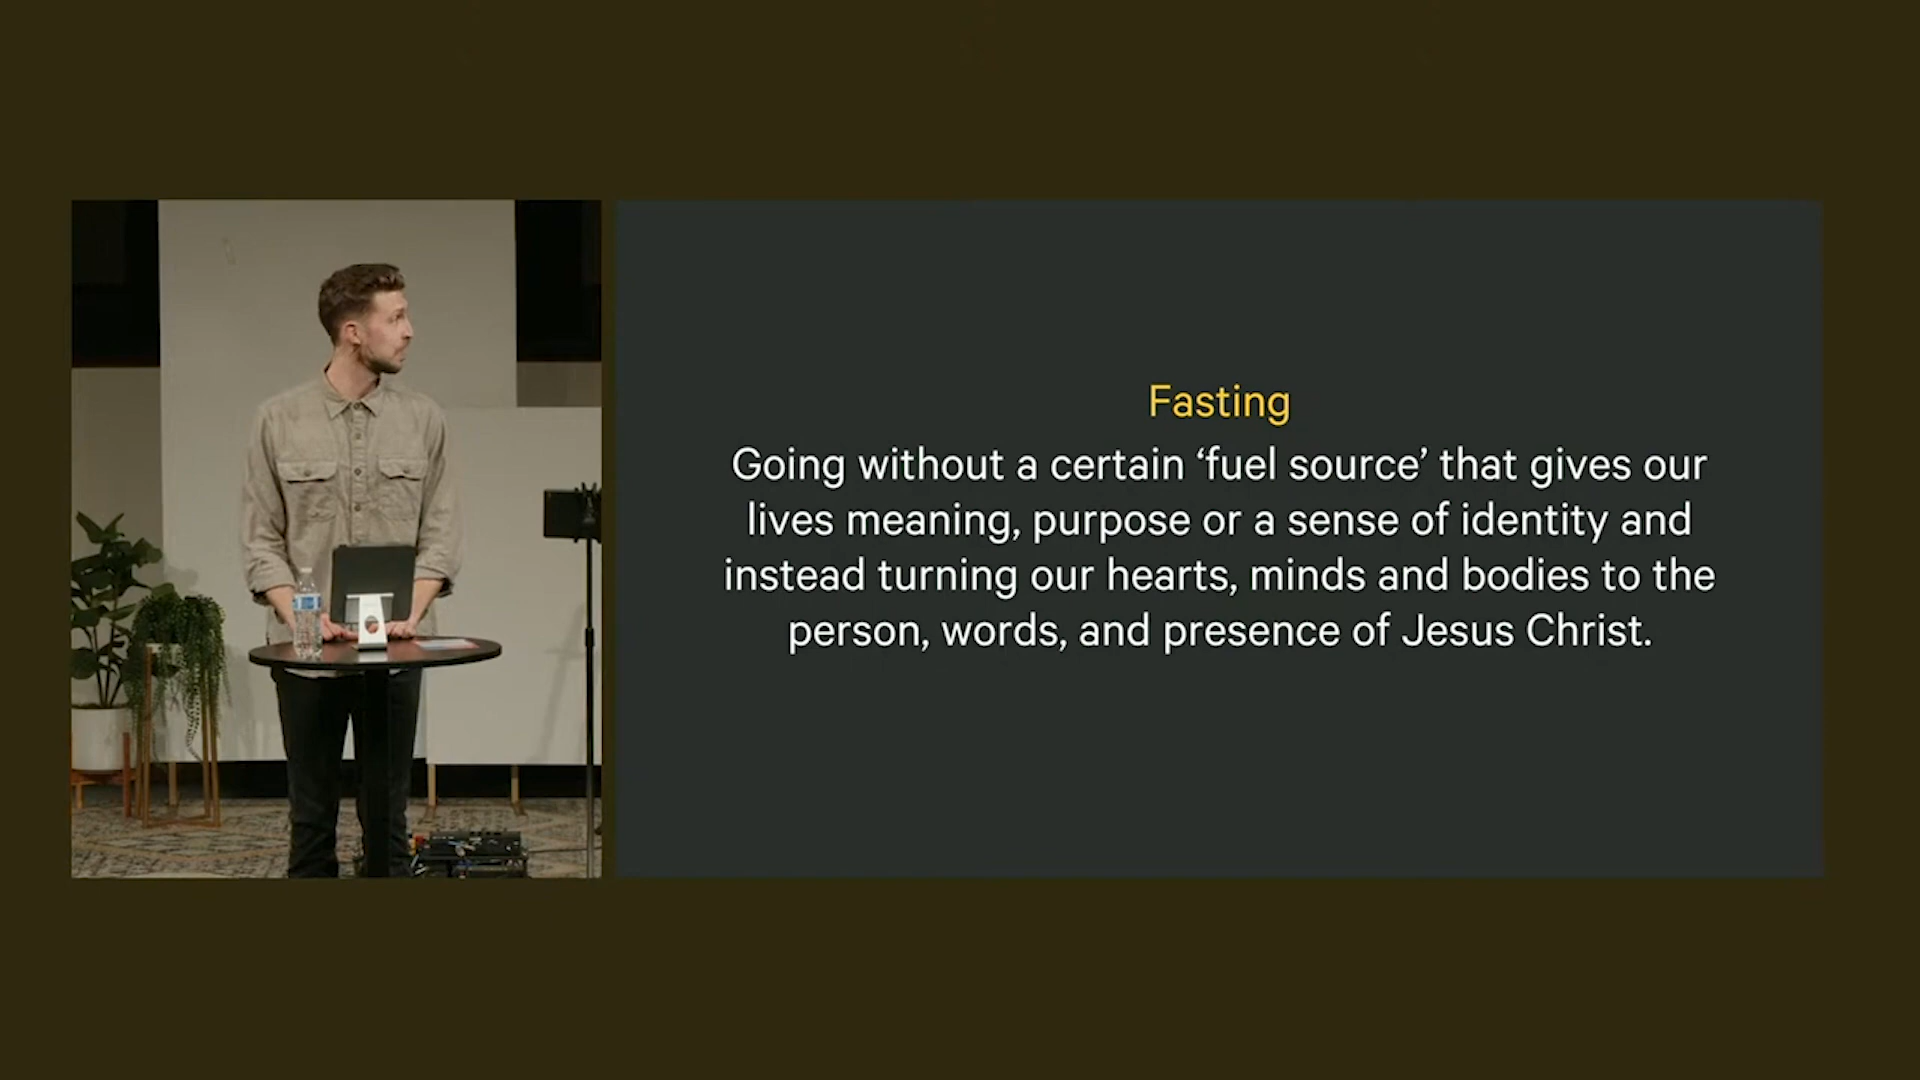 Fasting
Going without a certain ‘fuel source’ that gives our
lives meaning, purpose or a sense of identity and
instead turning our hearts, minds and bodies to the
person, words, and presence of Jesus Christ.